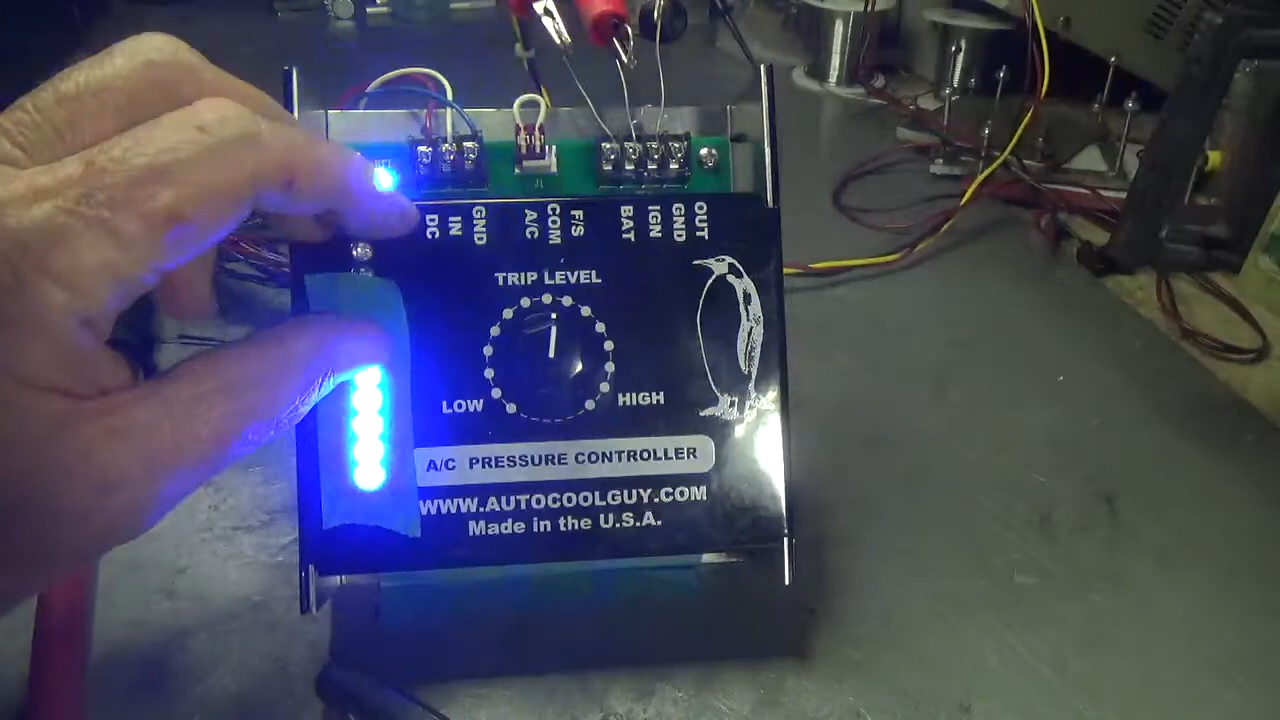 DC
IN
GND
A/C
COM
F/S
BAT
IGN
GND
OUT
J1
TRIP LEVEL
LOW
HIGH
A/C PRESSURE CONTROLLER
WWW.AUTOCOOLGUY.COM
Made in the U.S.A.